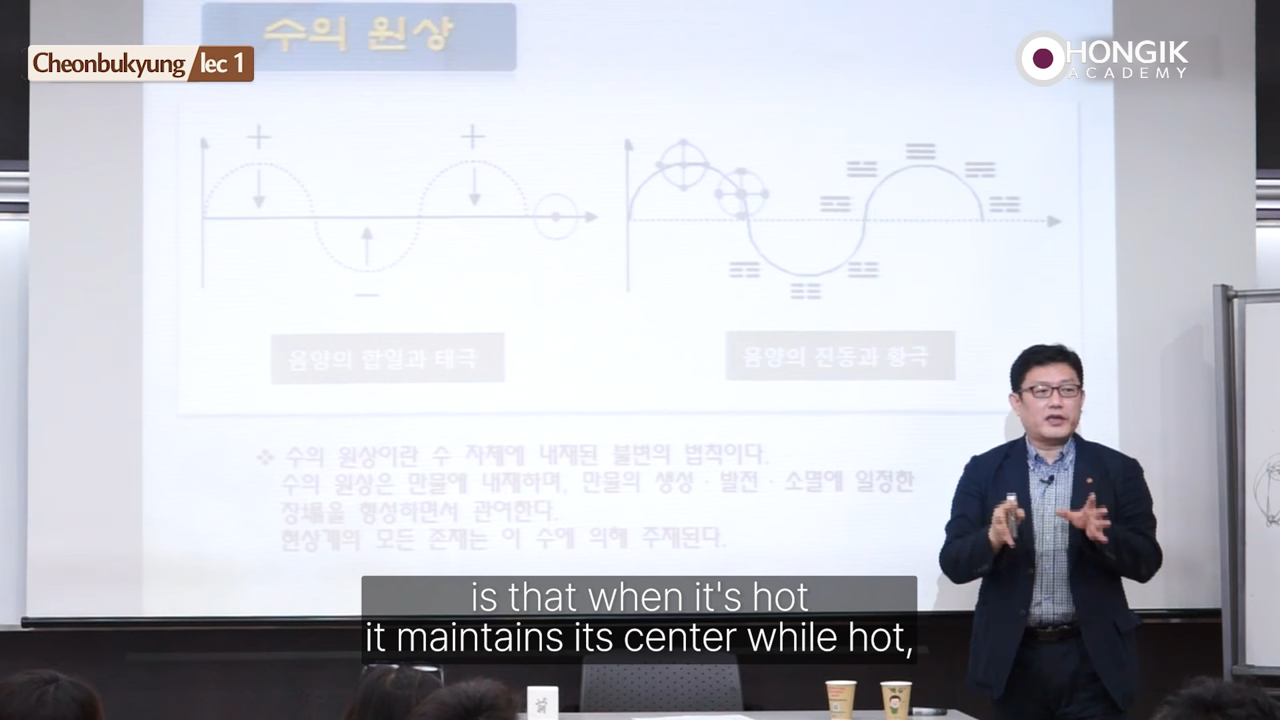 수의 원상
Cheonbukyung lec 1
HONGIK
ACADEMY
음양의 합일과 태극
음양의 진동과 황극
❖ 수의 원상이란 수 자체에 내재된 불변의 법칙이다.
수의 원상은 만물에 내재하며, 만물의 생성·발전·소멸에 일정한
장場을 형성하면서 관여한다.
현상계의 모든 존재는 이 수에 의해 주재된다.
is that when it's hot
it maintains its center while hot,